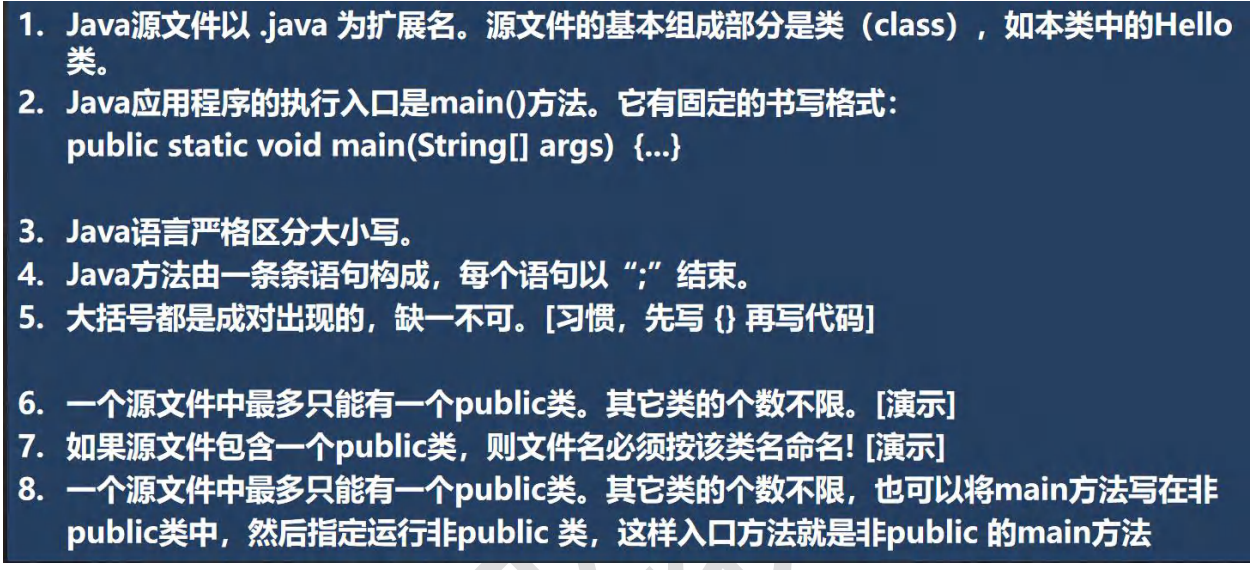 1. Java源文件以 .java 为扩展名。源文件的基本组成部分是类（class），如本类中的Hello
类。
2. Java应用程序的执行入口是main()方法。它有固定的书写格式：
public static void main(String[] args) {...}
3. Java语言严格区分大小写。
4. Java方法由一条条语句构成，每个语句以“;”结束。
5. 大括号都是成对出现的，缺一不可。[习惯，先写 {} 再写代码]
6. 一个源文件中最多只能有一个public类。其它类的个数不限。[演示]
7. 如果源文件包含一个public类，则文件名必须按该类名命名! [演示]
8. 一个源文件中最多只能有一个public类。其它类的个数不限，也可以将main方法写在非
public类中，然后指定运行非public 类，这样入口方法就是非public 的main方法